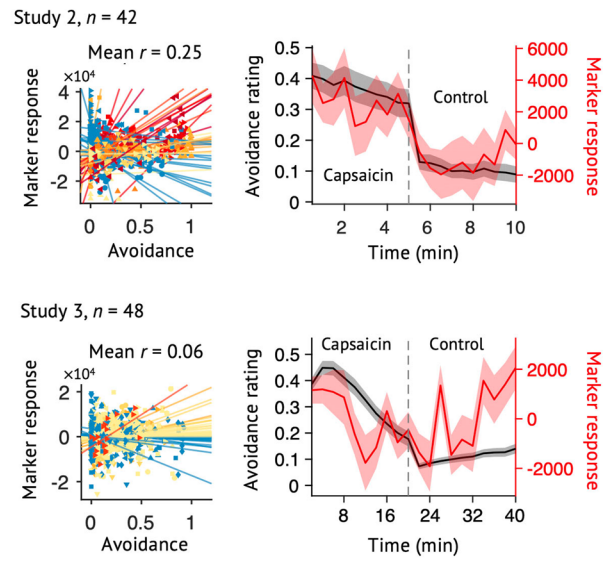 Study 2, n = 42
Mean r = 0.25
×10⁴
4
2
0
-2
Marker response
0 0.5 1
Avoidance
0.5
0.4
0.3
0.2
0.1
0
Avoidance rating
Capsaicin
Control
2 4 6 8 10
Time (min)
6000
4000
2000
0
-2000
Marker response
Study 3, n = 48
Mean r = 0.06
×10⁴
2
0
-2
Marker response
0 0.5 1
Avoidance
Capsaicin Control
0.5
0.4
0.3
0.2
0.1
0
Avoidance rating
8 16 24 32 40
Time (min)
2000
0
-2000
Marker response